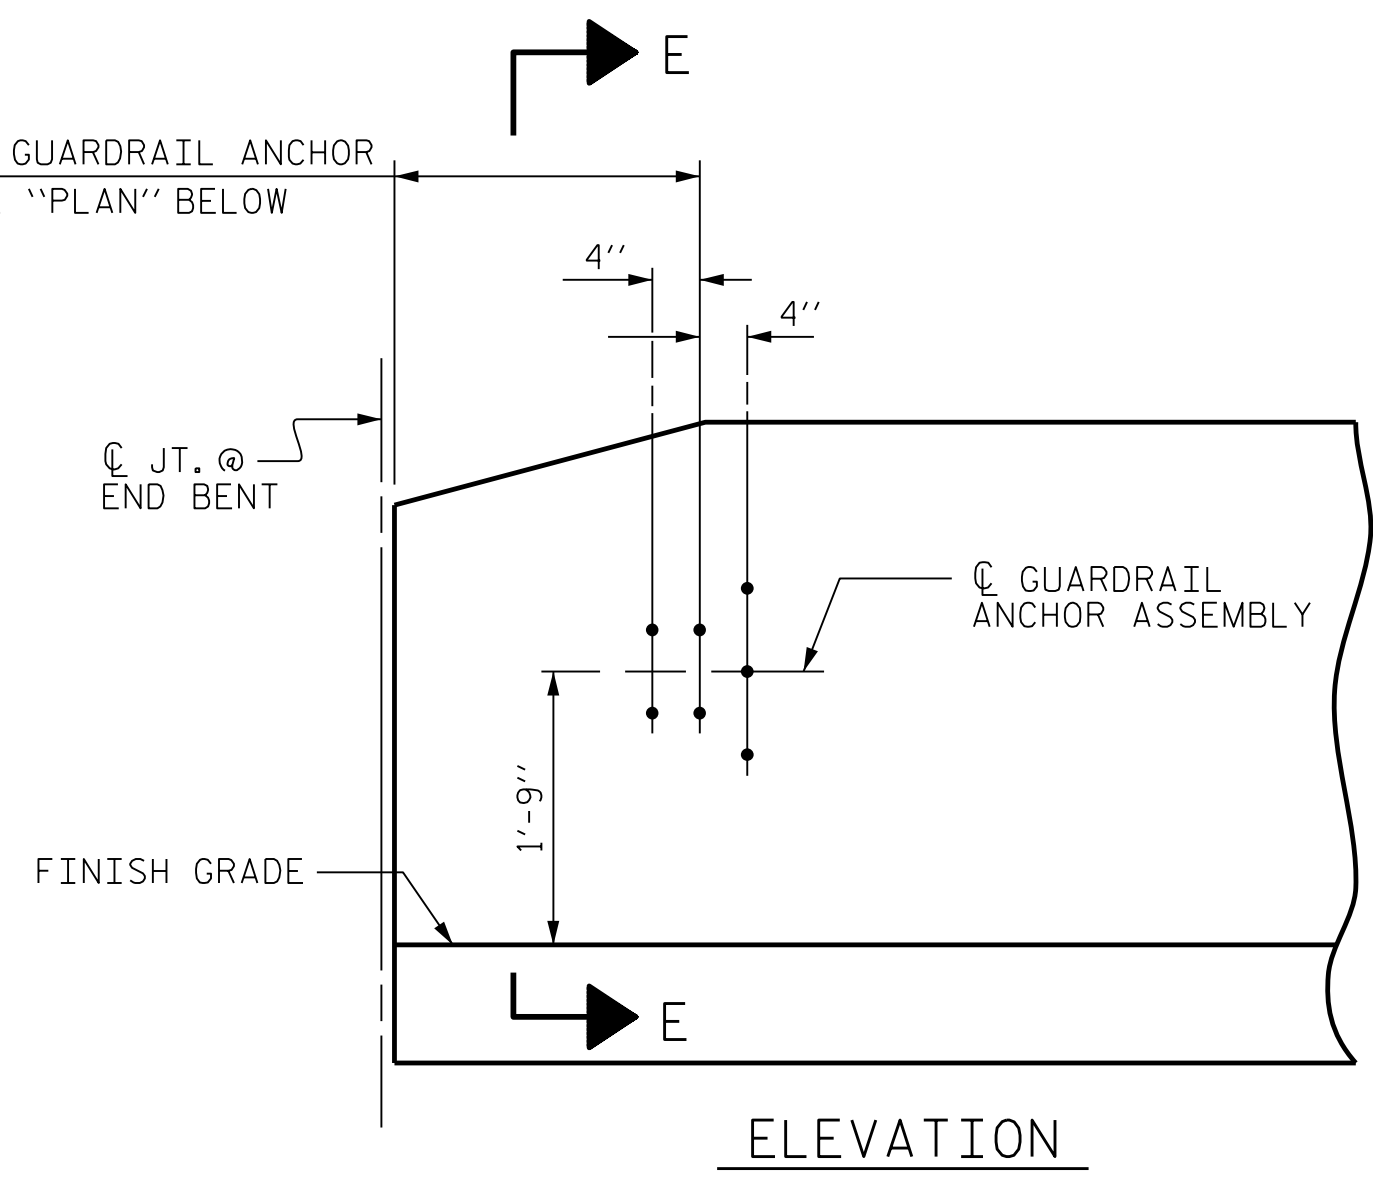 E
GUARDRAIL ANCHOR
"PLAN" BELOW
4"
4"
℄ JT. @
END BENT
℄ GUARDRAIL
ANCHOR ASSEMBLY
1'-9"
FINISH GRADE
E
ELEVATION